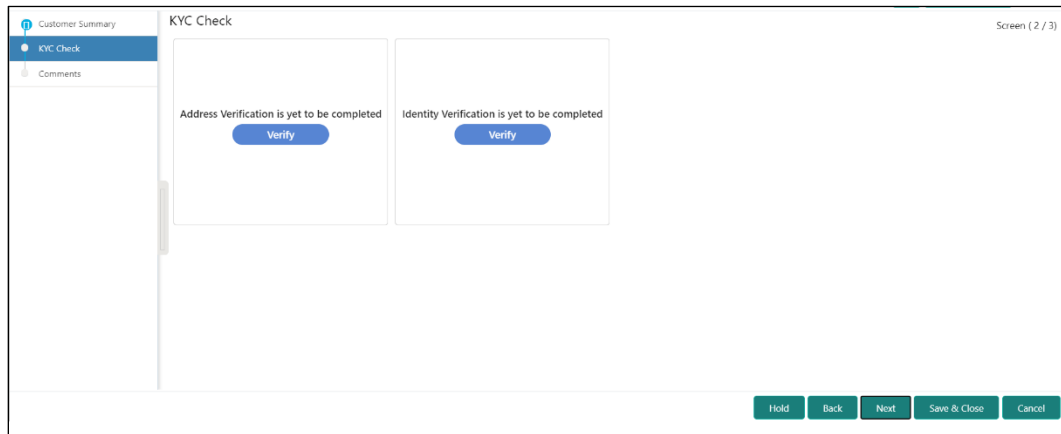 Customer Summary
KYC Check
Comments
KYC Check
Screen ( 2 / 3)
Address Verification is yet to be completed
Verify
Identity Verification is yet to be completed
Verify
Hold
Back
Next
Save & Close
Cancel